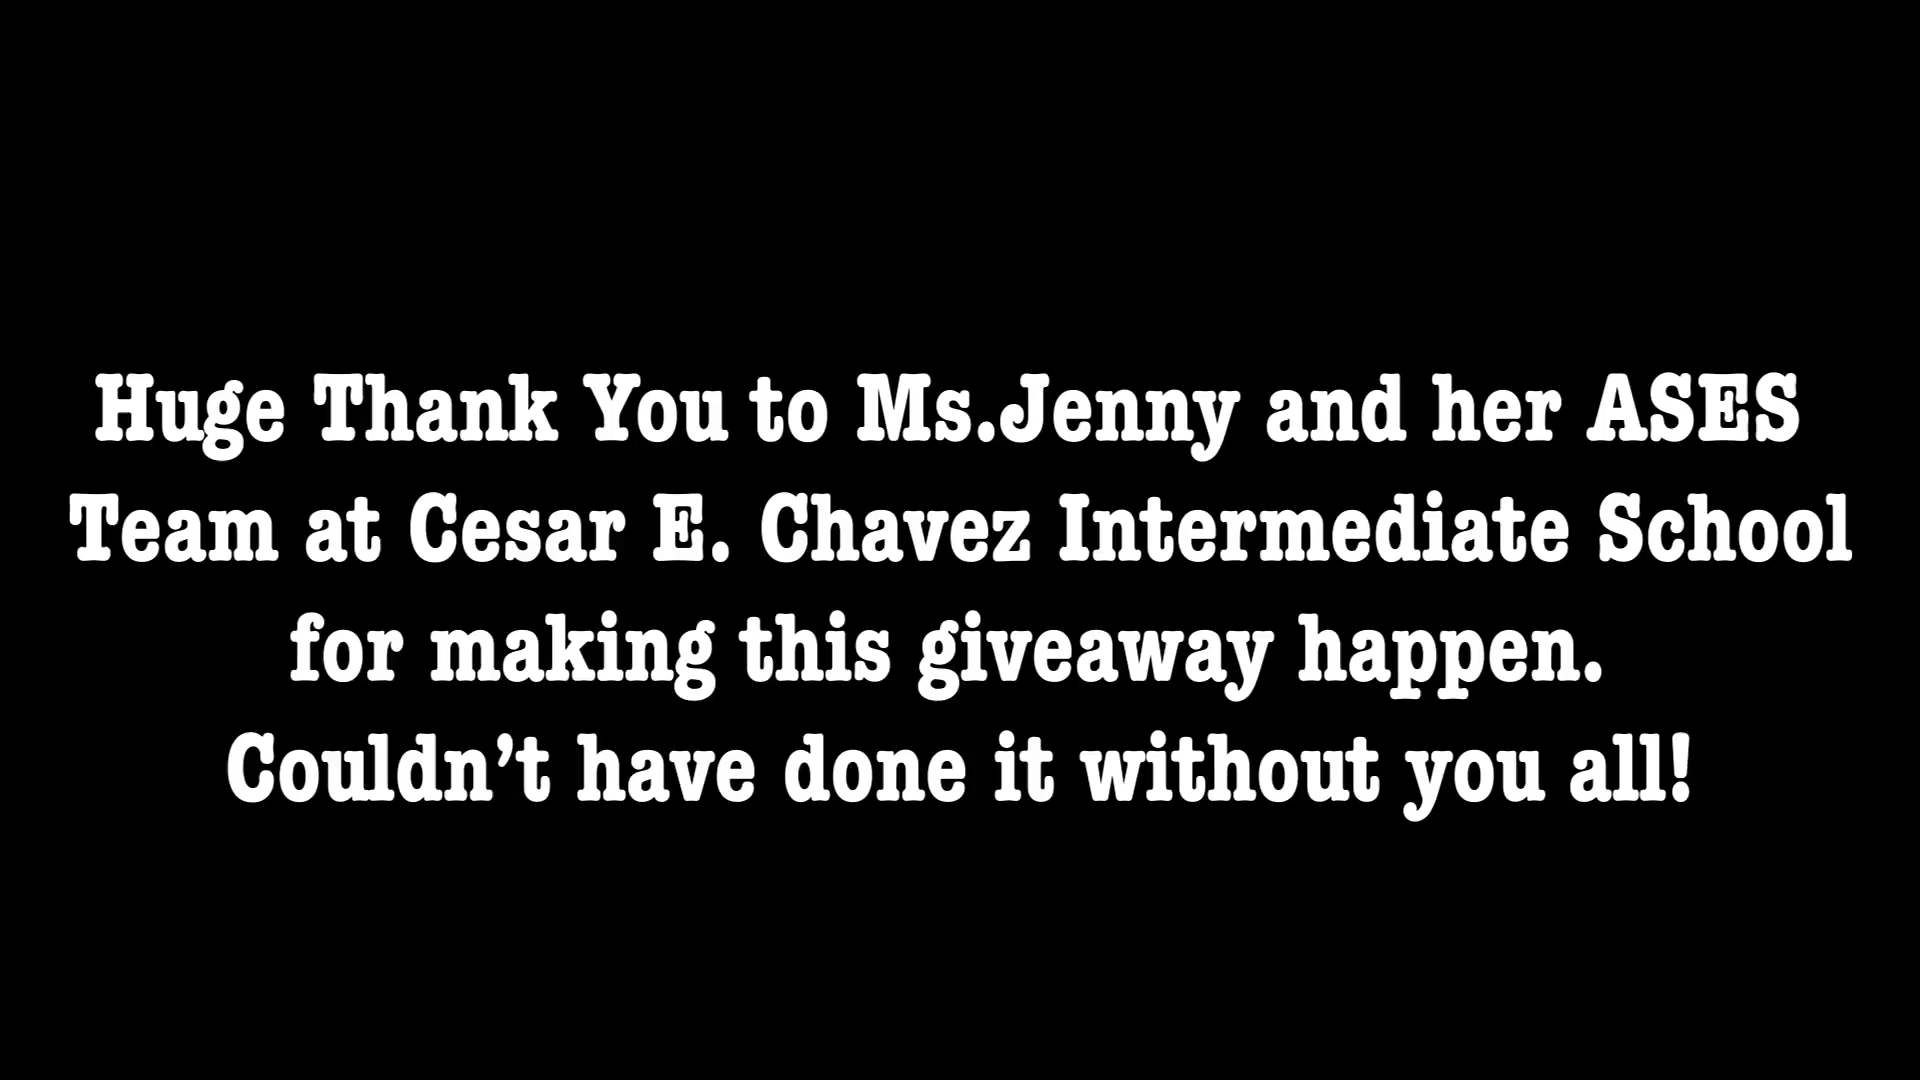 Huge Thank You to Ms.Jenny and her ASES
Team at Cesar E. Chavez Intermediate School
for making this giveaway happen.
Couldn’t have done it without you all!